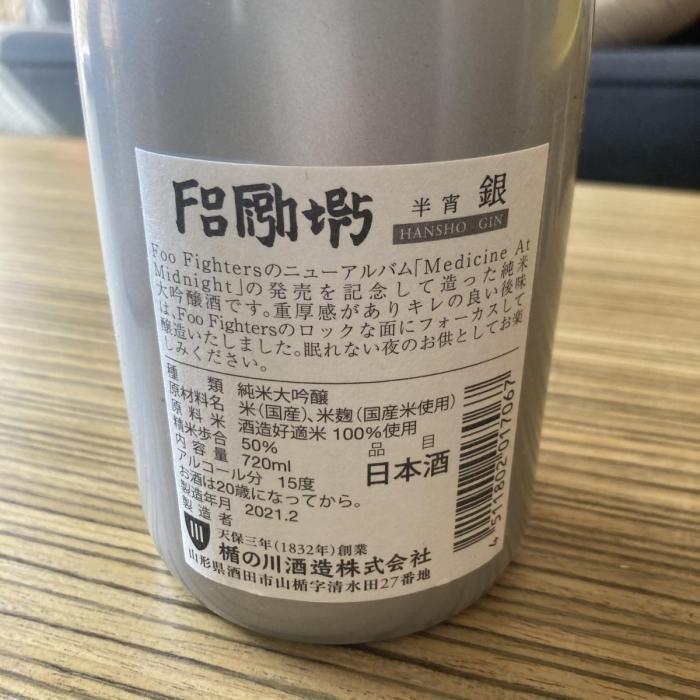 半宵 銀
HANSHO GIN
Foo Fightersのニューアルバム「Medicine At
Midnight」の発売を記念して造った純米
大吟醸酒です。重厚感がありキレの良い後味
は、Foo Fightersのロックな面にフォーカスして
醸造いたしました。眠れない夜のお供としてお楽
しみください。
種類 純米大吟醸
原材料名 米(国産)、米麹(国産米使用)
原料米 酒造好適米 100%使用
精米歩合 50%
内容量 720ml
アルコール分 15度
お酒は20歳になってから。
製造年月 2021.2
製造者
品目
日本酒
天保三年(1832年)創業
楯の川酒造株式会社
山形県酒田市山楯字清水田27番地
4 511802 017067